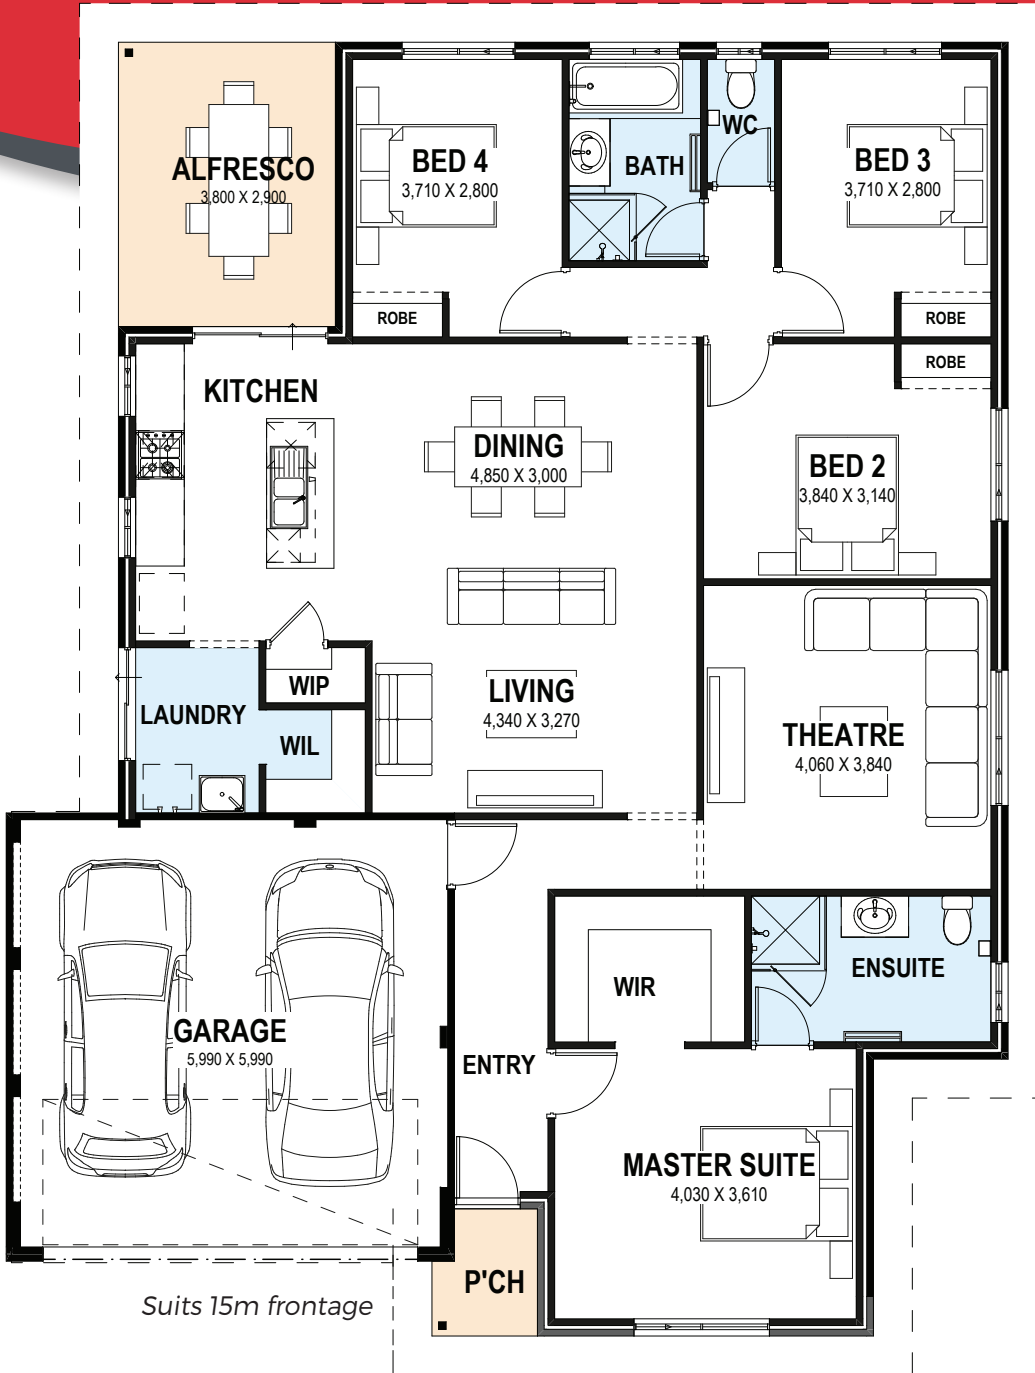 ALFRESCO
3,800 X 2,900
BED 4
3,710 X 2,800
BATH
WC
BED 3
3,710 X 2,800
ROBE
ROBE
ROBE
KITCHEN
DINING
4,850 X 3,000
BED 2
3,840 X 3,140
WIP
LAUNDRY
WIL
LIVING
4,340 X 3,270
THEATRE
4,060 X 3,840
WIR
ENSUITE
GARAGE
5,990 X 5,990
ENTRY
MASTER SUITE
4,030 X 3,610
P'CH
Suits 15m frontage